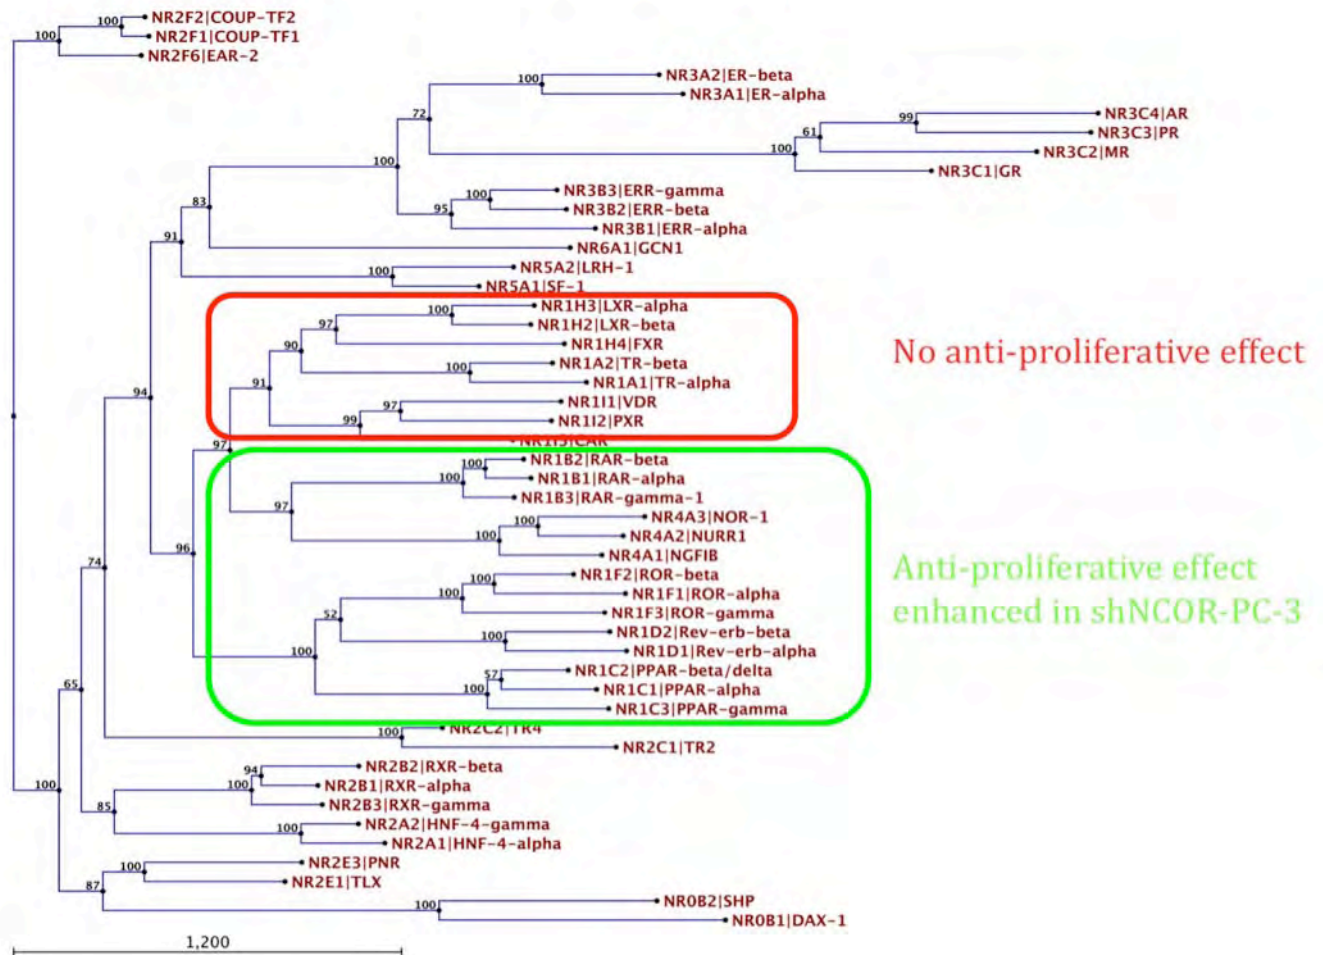 NR2F2|COUP-TF2
100
NR2F1|COUP-TF1
100
NR2F6|EAR-2
NR3A2|ER-beta
100
NR3A1|ER-alpha
NR3C4|AR
72
99
NR3C3|PR
61
NR3C2|MR
100
100
NR3C1|GR
NR3B3|ERR-gamma
100
83
NR3B2|ERR-beta
95
NR3B1|ERR-alpha
91
NR6A1|GCN1
NR5A2|LRH-1
100
NR5A1|SF-1
NR1H3|LXR-alpha
100
97
NR1H2|LXR-beta
90
NR1H4|FXR
No anti-proliferative effect
NR1A2|TR-beta
100
91
NR1A1|TR-alpha
94
NR1I1|VDR
97
99
NR1I2|PXR
97
NR1I3|CAR
NR1B2|RAR-beta
100
100
NR1B1|RAR-alpha
97
NR1B3|RAR-gamma-1
NR4A3|NOR-1
100
100
NR4A2|NURR1
96
NR4A1|NGFIB
74
NR1F2|ROR-beta
Anti-proliferative effect
100
100
NR1F1|ROR-alpha
52
NR1F3|ROR-gamma
enhanced in shNCOR-PC-3
NR1D2|Rev-erb-beta
100
100
NR1D1|Rev-erb-alpha
NR1C2|PPAR-beta/delta
57
65
100
NR1C1|PPAR-alpha
NR1C3|PPAR-gamma
NR2C2|TR4
100
NR2C1|TR2
NR2B2|RXR-beta
94
100
100
NR2B1|RXR-alpha
85
NR2B3|RXR-gamma
NR2A2|HNF-4-gamma
100
NR2A1|HNF-4-alpha
NR2E3|PNR
100
87
NR2E1|TLX
NR0B2|SHP
100
NR0B1|DAX-1
1,200